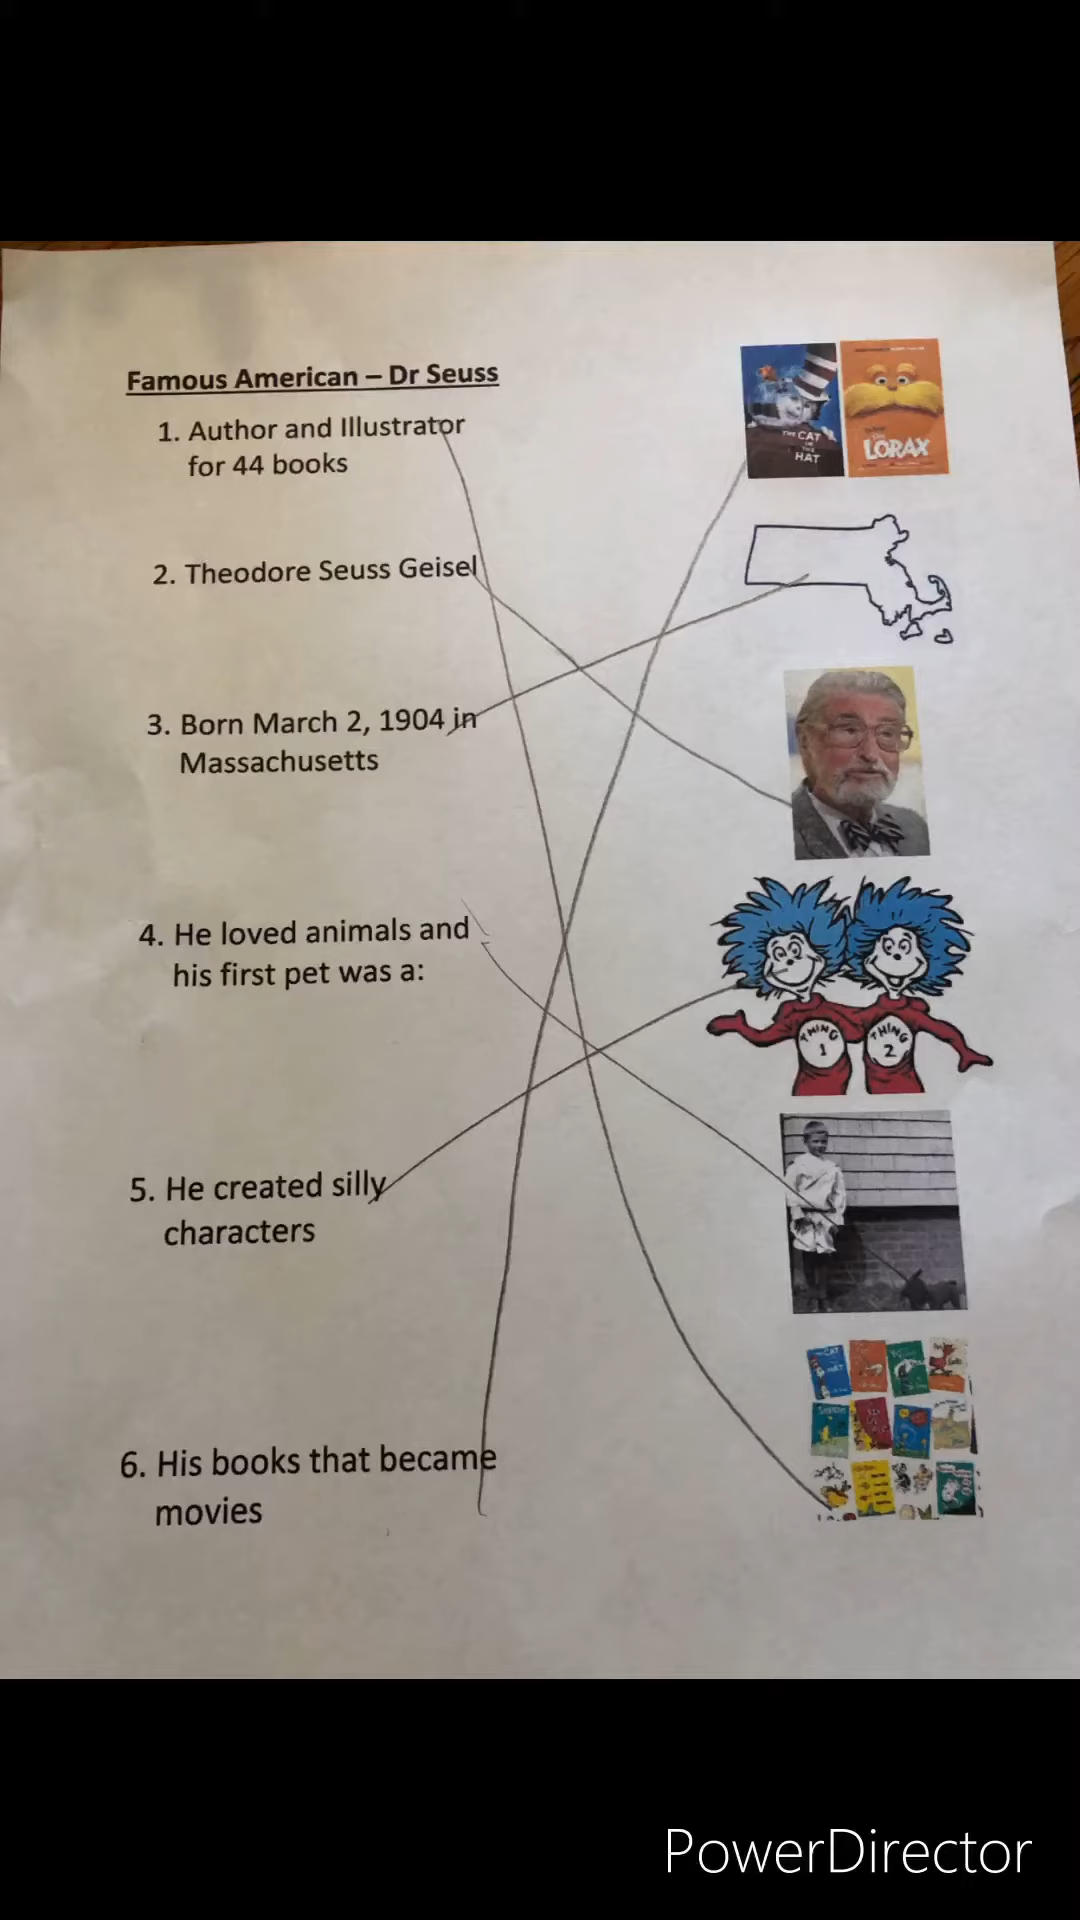 Famous American – Dr Seuss
1. Author and Illustrator
for 44 books
2. Theodore Seuss Geisel
3. Born March 2, 1904 in
Massachusetts
4. He loved animals and
his first pet was a:
5. He created silly
characters
6. His books that became
movies
THE CAT
IN THE
HAT
LORAX
THING
1
THING
2
PowerDirector